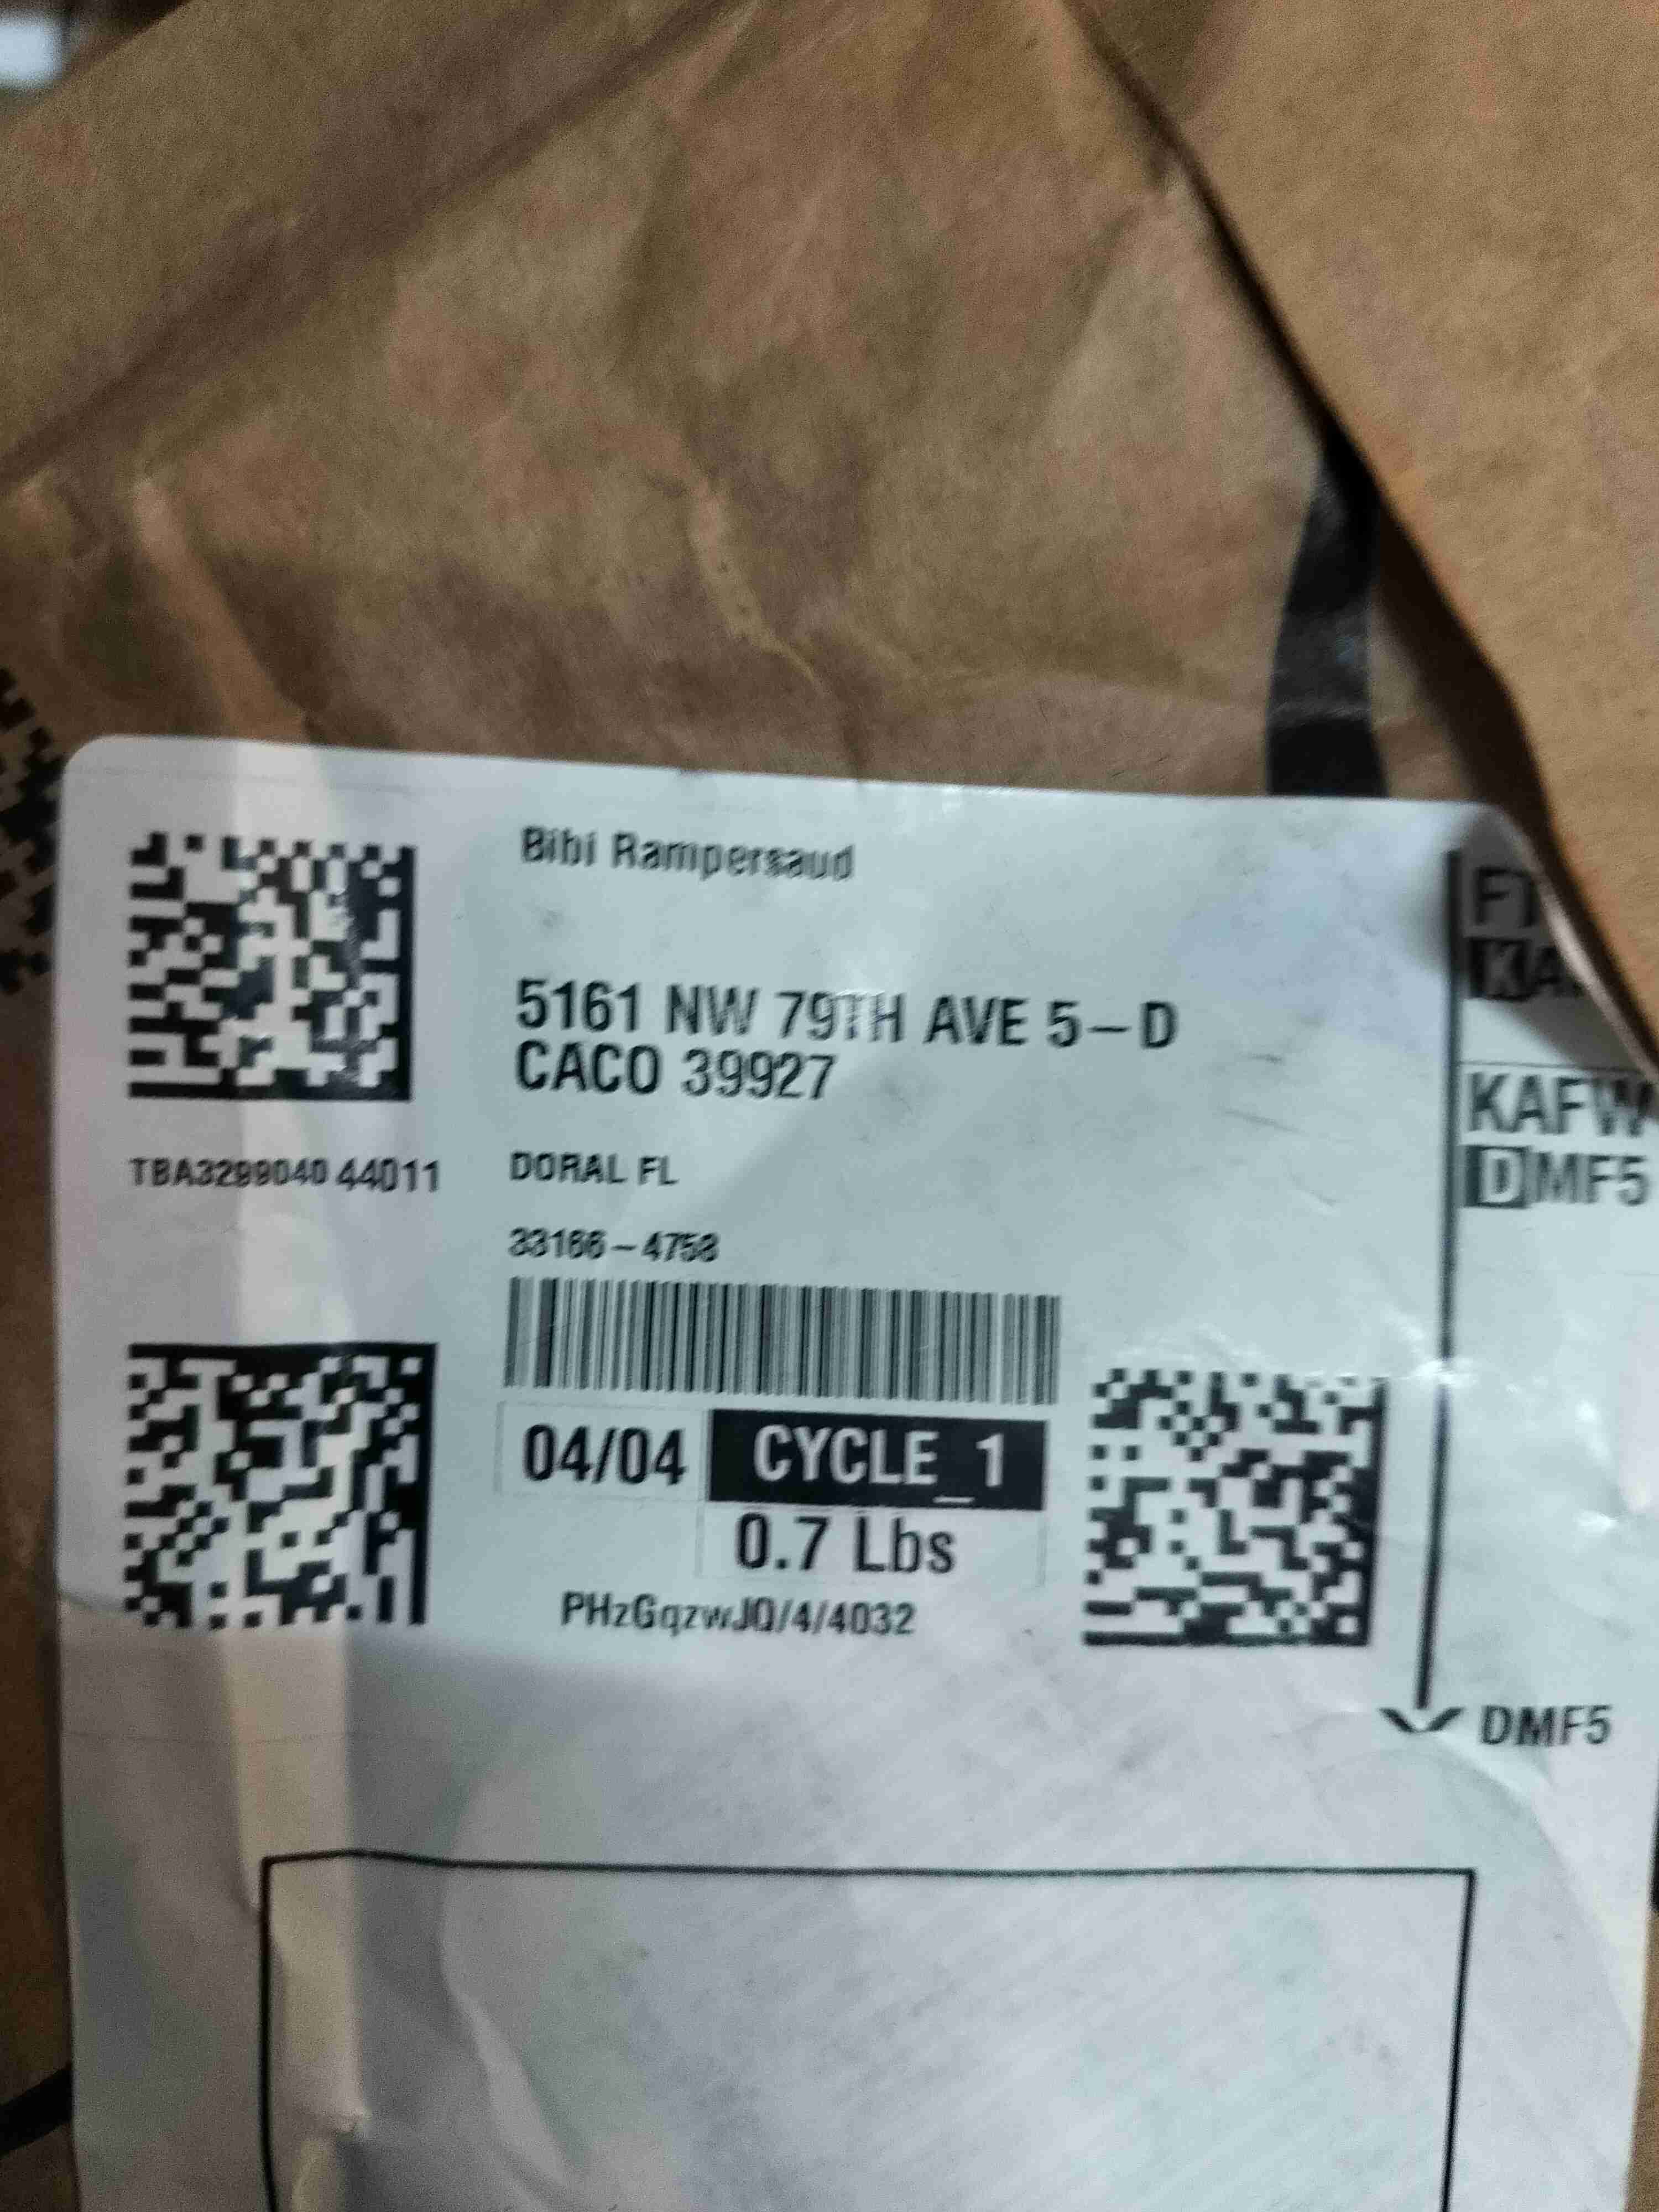 Bibi Rampersaud
5161 NW 79TH AVE 5-D
CACO 39927
TBA329904044011
DORAL FL
33166-4758
04/04 CYCLE_1
0.7 Lbs
PHzGqzwJQ/4/4032
KAFW
DMF5
DMF5